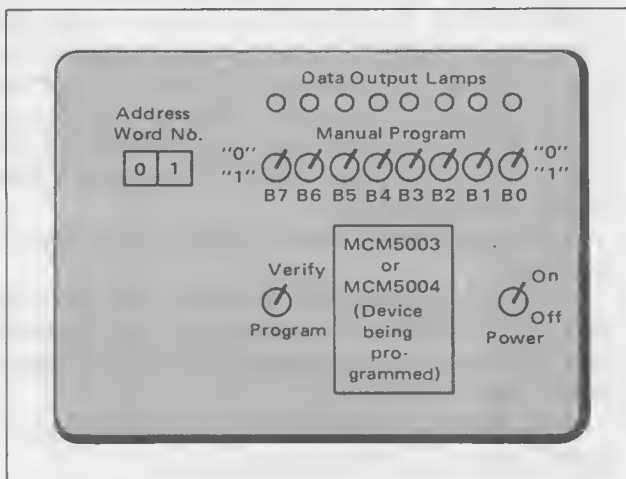 Data Output Lamps
Address
Word No.
0 1
Manual Program
"0" "0"
"1" "1"
B7 B6 B5 B4 B3 B2 B1 B0
Verify
Program
MCM5003
or
MCM5004
(Device
being
pro-
grammed)
On
Off
Power